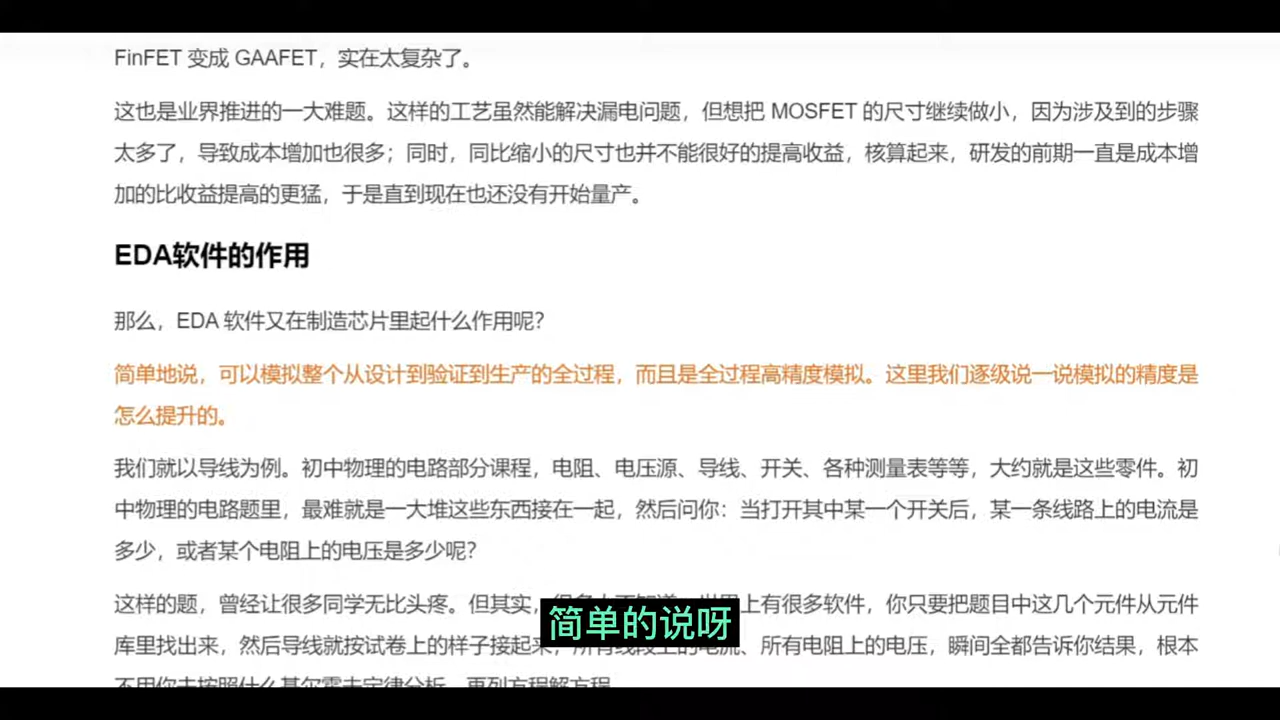 FinFET 变成 GAAFET，实在太复杂了。
这也是业界推进的一大难题。这样的工艺虽然能解决漏电问题，但想把 MOSFET 的尺寸继续做小，因为涉及到的步骤
太多了，导致成本增加也很多；同时，同比缩小的尺寸也并不能很好的提高收益，核算起来，研发的前期一直是成本增
加的比收益提高的更猛，于是直到现在也还没有开始量产。
EDA软件的作用
那么，EDA 软件又在制造芯片里起什么作用呢？
简单地说，可以模拟整个从设计到验证到生产的全过程，而且是全过程高精度模拟。这里我们逐级说一说模拟的精度是
怎么提升的。
我们就以导线为例。初中物理的电路部分课程，电阻、电压源、导线、开关、各种测量表等等，大约就是这些零件。初
中物理的电路题里，最难就是一大堆这些东西接在一起，然后问你：当打开其中某一个开关后，某一条线路上的电流是
多少，或者某个电阻上的电压是多少呢？
这样的题，曾经让很多同学无比头疼。但其实，上有很多软件，你只要把题目中这几个元件从元件
简单的说呀
库里找出来，然后导线就按试卷上的样子接起来，所有电阻上的电压，瞬间全都告诉你结果，根本